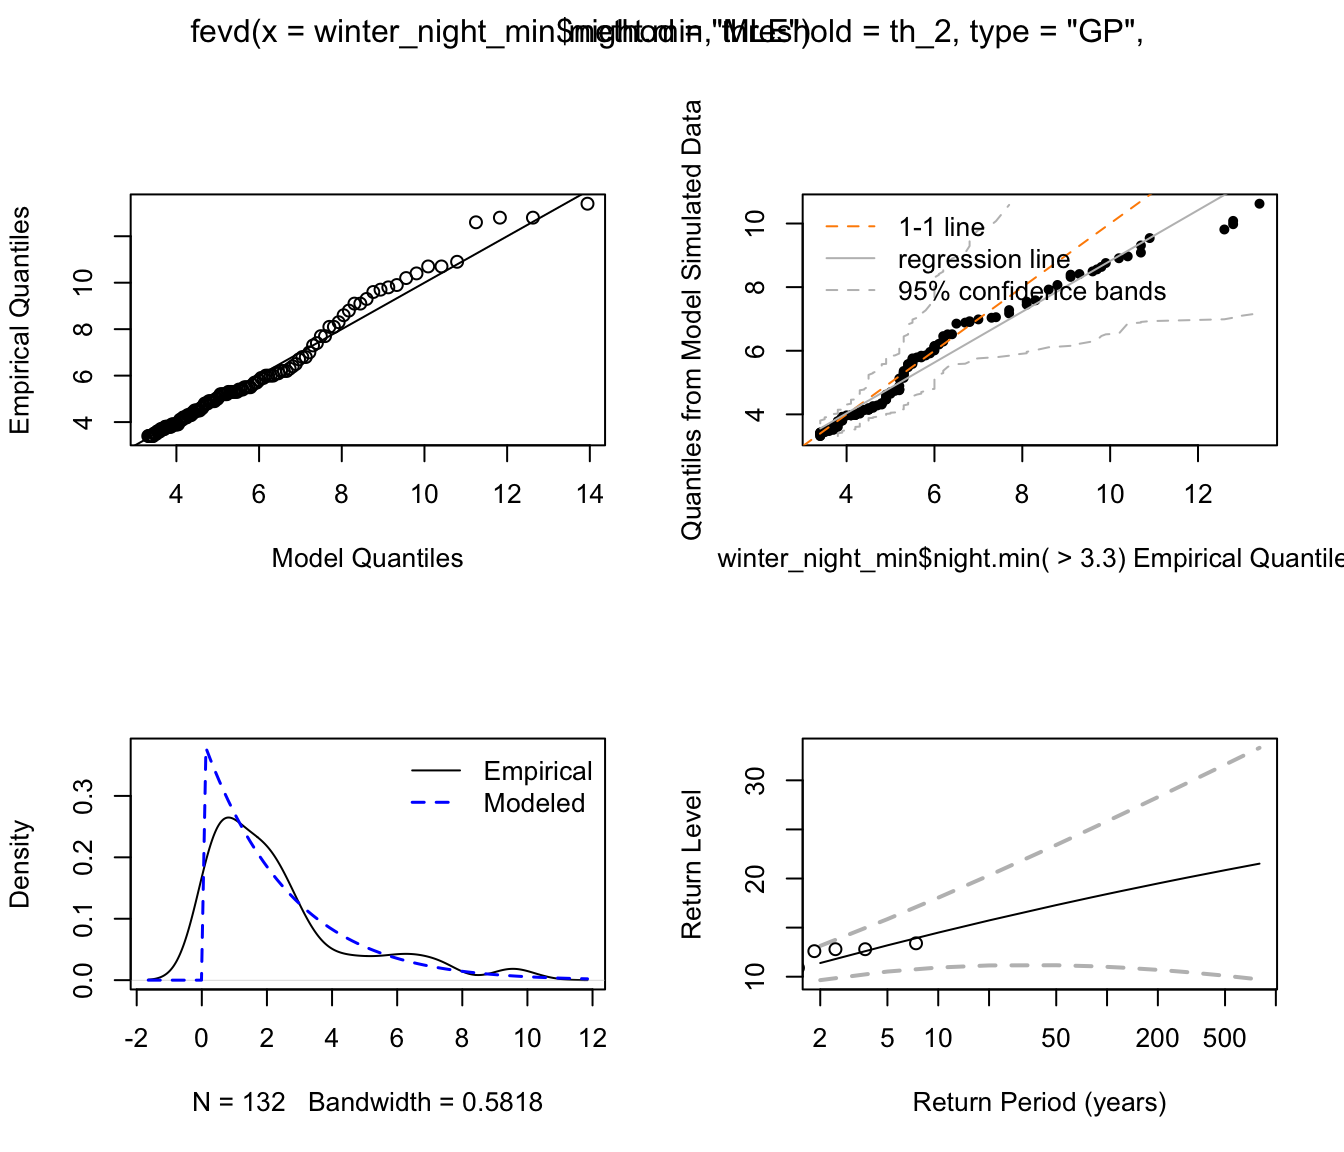 fevd(x = winter_night_min$night.min, threshold = th_2, type = "GP",
method = "MLE")
Empirical Quantiles
10
8
6
4
4 6 8 10 12 14
Model Quantiles
Quantiles from Model Simulated Data
10
8
6
4
1-1 line
regression line
95% confidence bands
4 6 8 10 12
winter_night_min$night.min( > 3.3) Empirical Quantile
Density
0.3
0.2
0.1
0.0
Empirical
Modeled
-2 0 2 4 6 8 10 12
N = 132 Bandwidth = 0.5818
Return Level
30
20
10
2 5 10 50 200 500
Return Period (years)